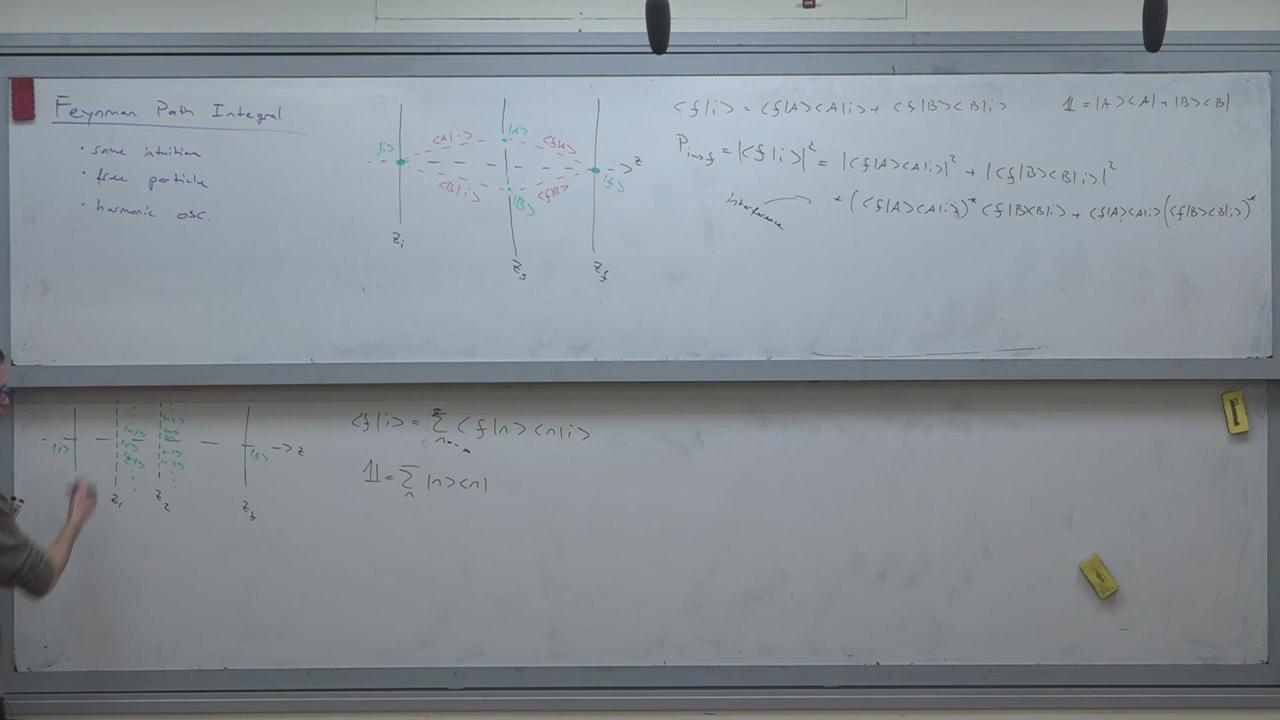 Feynman Path Integral
• some intuition
• free particle
• harmonic osc.
|i>
<A|i>
|A>
<f|A>
z
<B|i>
|B>
<f|B>
|f>
z_i
z_s
z_f
<f|i> = <f|A><A|i> + <f|B><B|i>
𝟙 = |A><A| + |B><B|
P_{i→f} = |<f|i>|² = |<f|A><A|i>|² + |<f|B><B|i>|²
interference
+ (<f|A><A|i>)* <f|B><B|i> + <f|A><A|i> (<f|B><B|i>)*
|i>
|f>
z
z_1
z_2
z_f
<f|i> = Σ <f|n><n|i>
𝟙 = Σ_n |n><n|